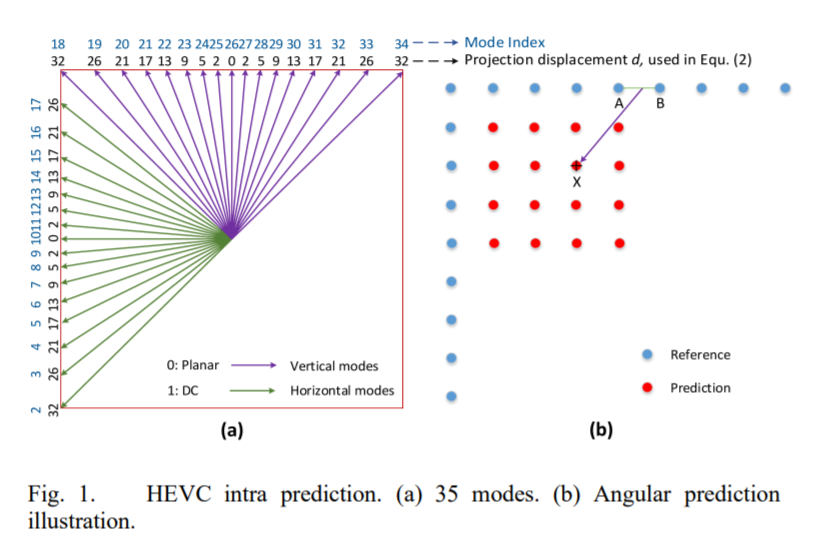 18 19 20 21 22 23 24 25 26 27 28 29 30 31 32 33 34 Mode Index
32 26 21 17 13 9 5 2 0 2 5 9 13 17 21 26 32 Projection displacement d, used in Equ. (2)
17 26
16 21
15 17
14 13
13 9
12 5
11 2
10 0
9 2
8 5
7 9
6 13
5 17
4 21
3 26
2 32
0: Planar Vertical modes
1: DC Horizontal modes
(a)
A B
X
Reference
Prediction
(b)
Fig. 1. HEVC intra prediction. (a) 35 modes. (b) Angular prediction
illustration.